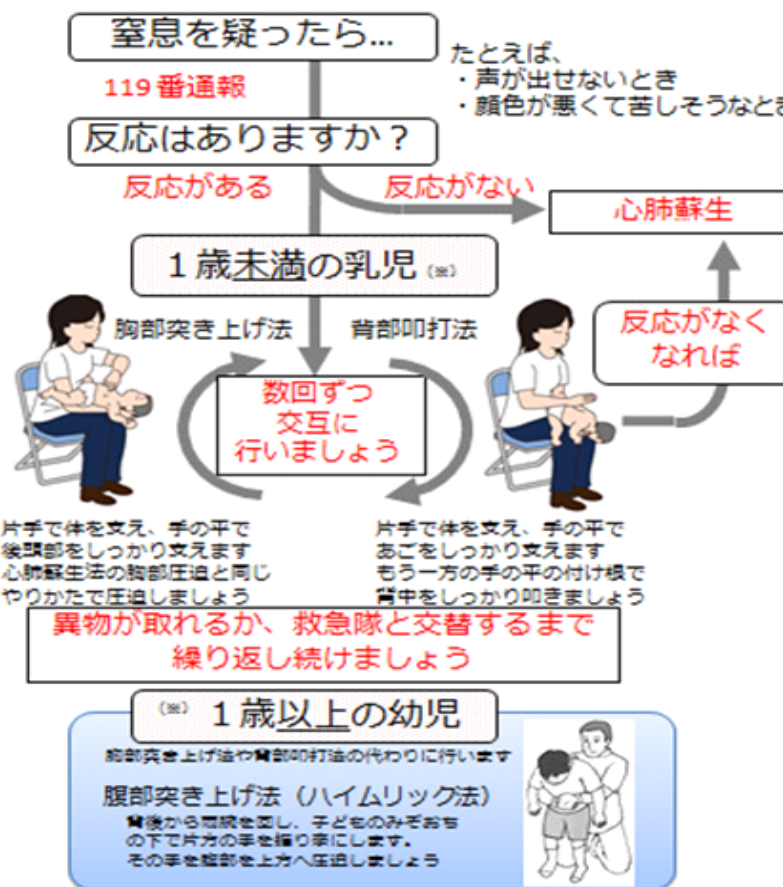 窒息を疑ったら...
たとえば、
・声が出せないとき
・顔色が悪くて苦しそうなとき
119番通報
反応はありますか？
反応がある
反応がない
心肺蘇生
１歳未満の乳児（※）
胸部突き上げ法
背部叩打法
反応がなく
なれば
数回ずつ
交互に
行いましょう
片手で体を支え、手の平で
後頭部をしっかり支えます
心肺蘇生法の胸部圧迫と同じ
やりかたで圧迫しましょう
片手で体を支え、手の平で
あごをしっかり支えます
もう一方の手の平の付け根で
背中をしっかり叩きましょう
異物が取れるか、救急隊と交替するまで
繰り返し続けましょう
（※）１歳以上の幼児
胸部突き上げ法や背部叩打法の代わりに行います
腹部突き上げ法（ハイムリック法）
背後から両腕を回し、子どものみぞおち
の下で片方の手を握り拳にします。
その手を腹部を上方へ圧迫しましょう